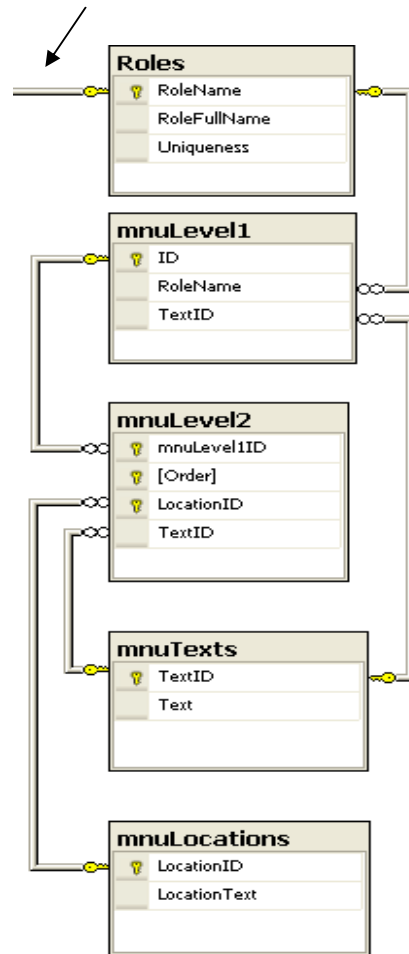 Roles
RoleName
RoleFullName
Uniqueness
mnuLevel1
ID
RoleName
TextID
mnuLevel2
mnuLevel1ID
[Order]
LocationID
TextID
mnuTexts
TextID
Text
mnuLocations
LocationID
LocationText